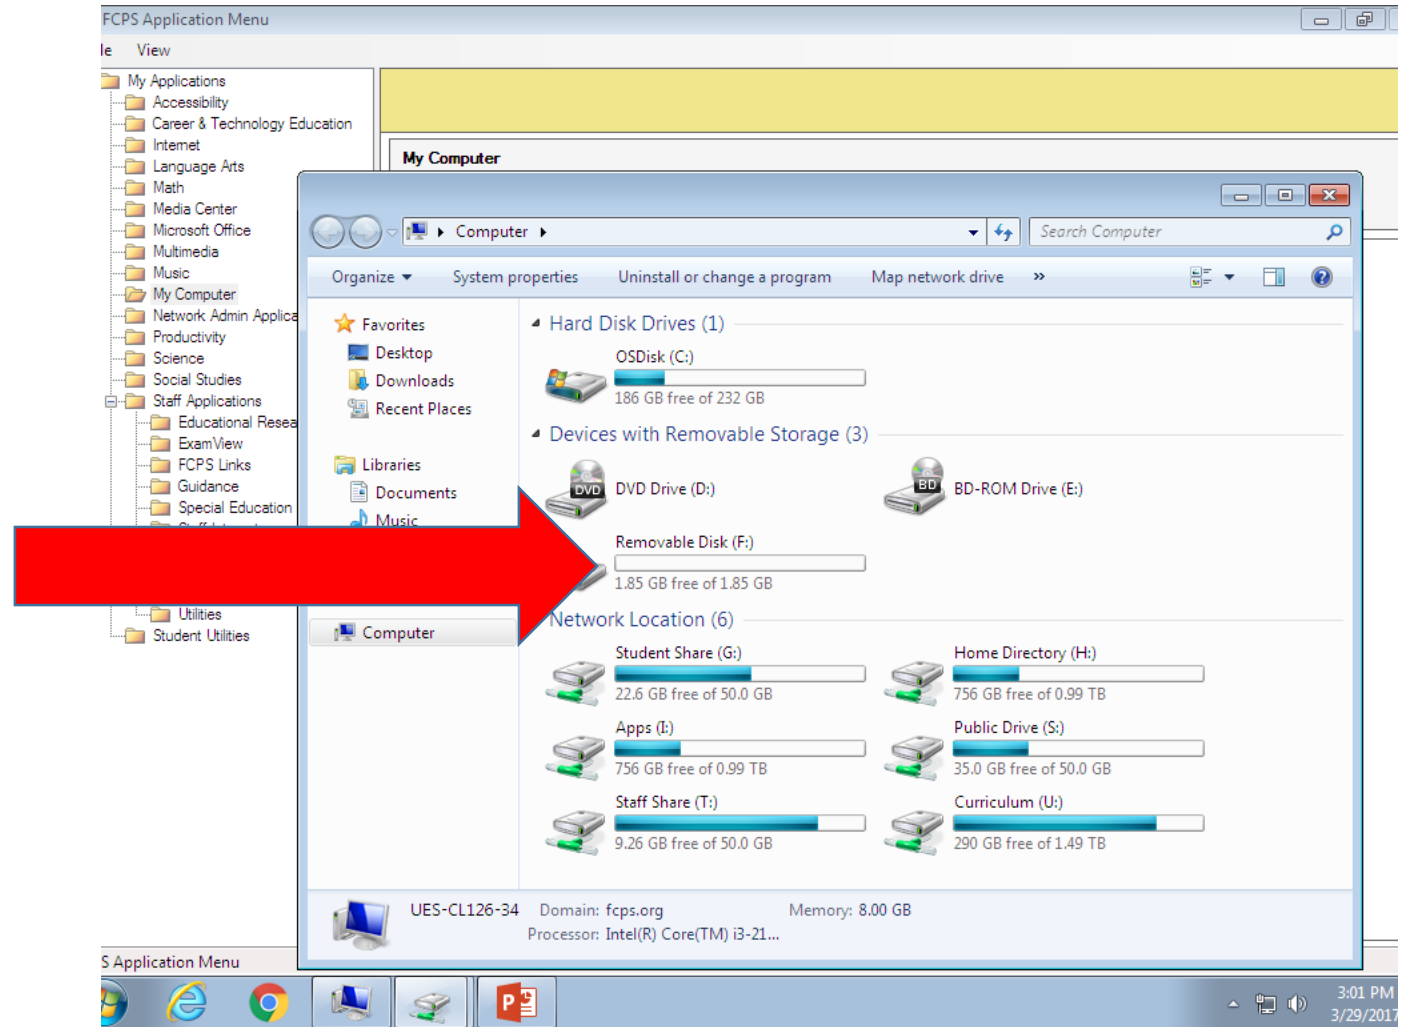 FCPS Application Menu
le View
My Applications
Accessibility
Career & Technology Education
Internet
Language Arts
Math
Media Center
Microsoft Office
Multimedia
Music
My Computer
Network Admin Applica
Productivity
Science
Social Studies
Staff Applications
Educational Resea
ExamView
FCPS Links
Guidance
Special Education
Utilities
Student Utilities
My Computer
Computer
Search Computer
Organize System properties Uninstall or change a program Map network drive »
Favorites
Desktop
Downloads
Recent Places
Libraries
Documents
Music
Computer
Hard Disk Drives (1)
OSDisk (C:)
186 GB free of 232 GB
Devices with Removable Storage (3)
DVD
DVD Drive (D:)
BD
BD-ROM Drive (E:)
Removable Disk (F:)
1.85 GB free of 1.85 GB
Network Location (6)
Student Share (G:)
22.6 GB free of 50.0 GB
Home Directory (H:)
756 GB free of 0.99 TB
Apps (I:)
756 GB free of 0.99 TB
Public Drive (S:)
35.0 GB free of 50.0 GB
Staff Share (T:)
9.26 GB free of 50.0 GB
Curriculum (U:)
290 GB free of 1.49 TB
UES-CL126-34 Domain: fcps.org Memory: 8.00 GB
Processor: Intel(R) Core(TM) i3-21...
S Application Menu
P
3:01 PM
3/29/2017